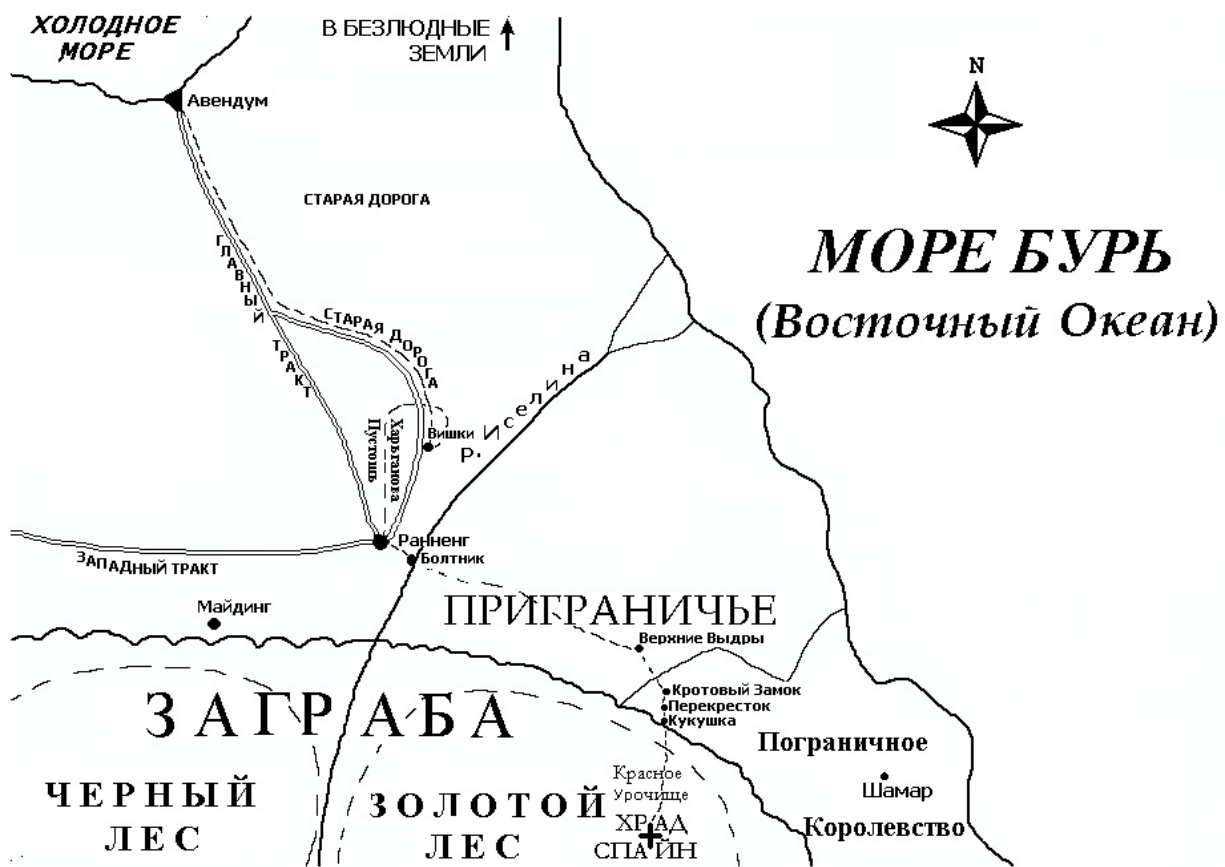 ХОЛОДНОЕ
МОРЕ
В БЕЗЛЮДНЫЕ
ЗЕМЛИ
N
Авендум
СТАРАЯ ДОРОГА
МОРЕ БУРЬ
(Восточный Океан)
ГЛАВНЫЙ ТРАКТ
СТАРАЯ ДОРОГА
Р. Иселина
Харьганова
Пустошь
Вишки
Ранненг
Болтник
ЗАПАДНЫЙ ТРАКТ
Майдинг
ПРИГРАНИЧЬЕ
Верхние Выдры
Кротовый Замок
Перекресток
Кукушка
ЗАГРАБА
Пограничное
Королевство
Шамар
ЧЕРНЫЙ
ЛЕС
ЗОЛОТОЙ
ЛЕС
Красное
Урочище
ХРАД
СПАЙН